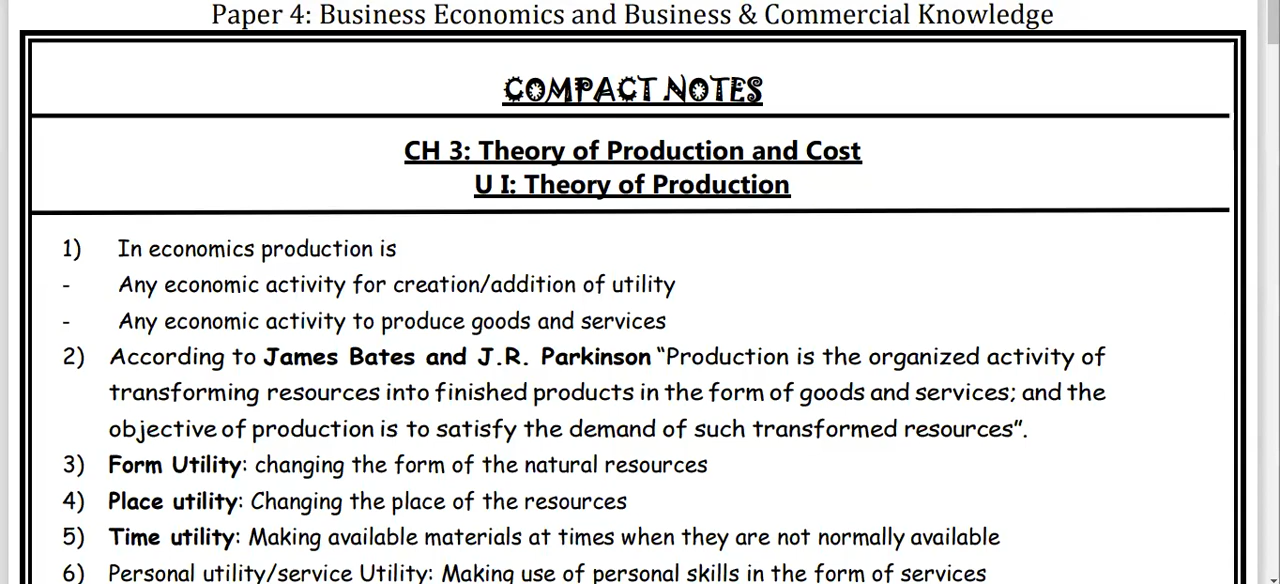 Paper 4: Business Economics and Business & Commercial Knowledge
COMPACT NOTES
CH 3: Theory of Production and Cost
U I: Theory of Production
1) In economics production is
- Any economic activity for creation/addition of utility
- Any economic activity to produce goods and services
2) According to James Bates and J.R. Parkinson “Production is the organized activity of
transforming resources into finished products in the form of goods and services; and the
objective of production is to satisfy the demand of such transformed resources”.
3) Form Utility: changing the form of the natural resources
4) Place utility: Changing the place of the resources
5) Time utility: Making available materials at times when they are not normally available
6) Personal utility/service Utility: Making use of personal skills in the form of services